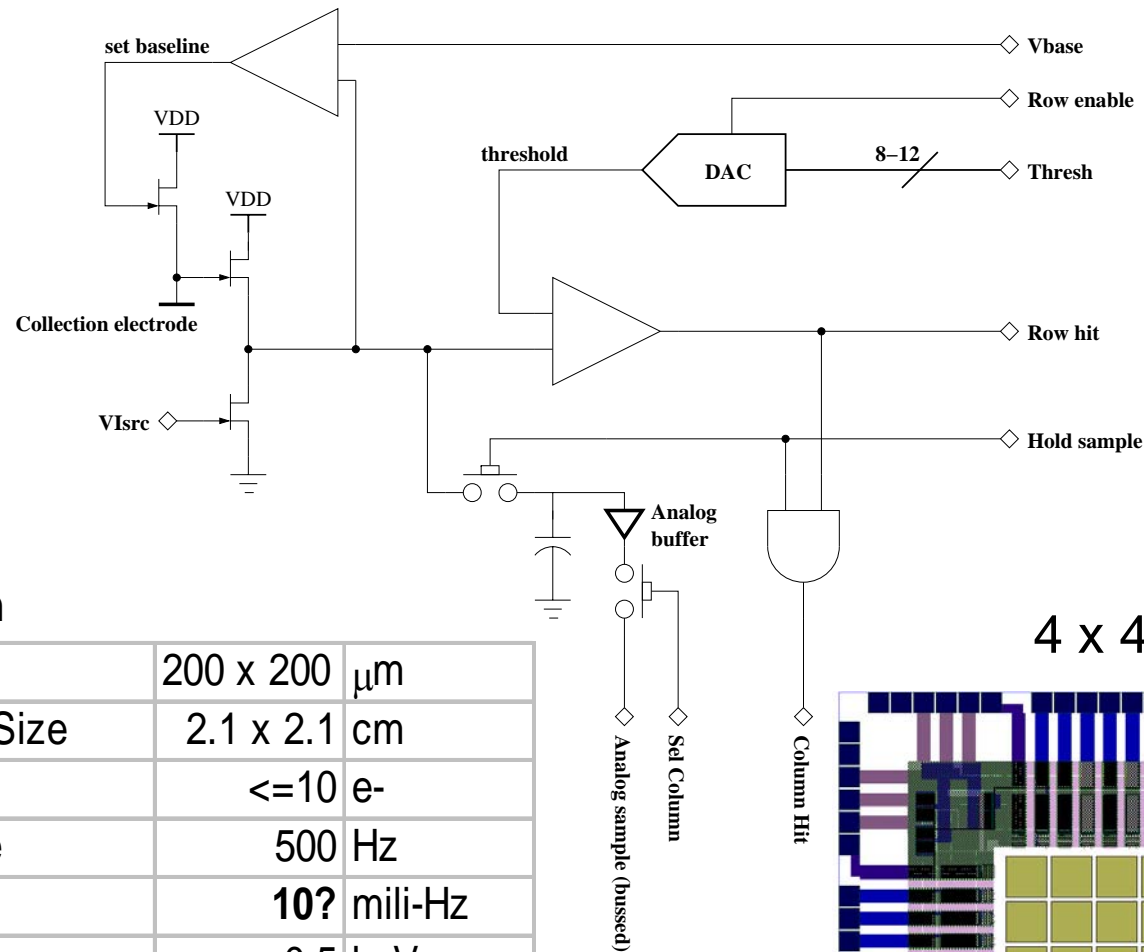 set baseline
Vbase
Row enable
VDD
threshold
8–12
DAC
Thresh
VDD
Collection electrode
Row hit
VIsrc
Hold sample
Analog
buffer
4 x 4
200 x 200 μm
Size 2.1 x 2.1 cm
<=10 e-
500 Hz
10? mili-Hz
Analog sample (bussed)
Sel Column
Column Hit